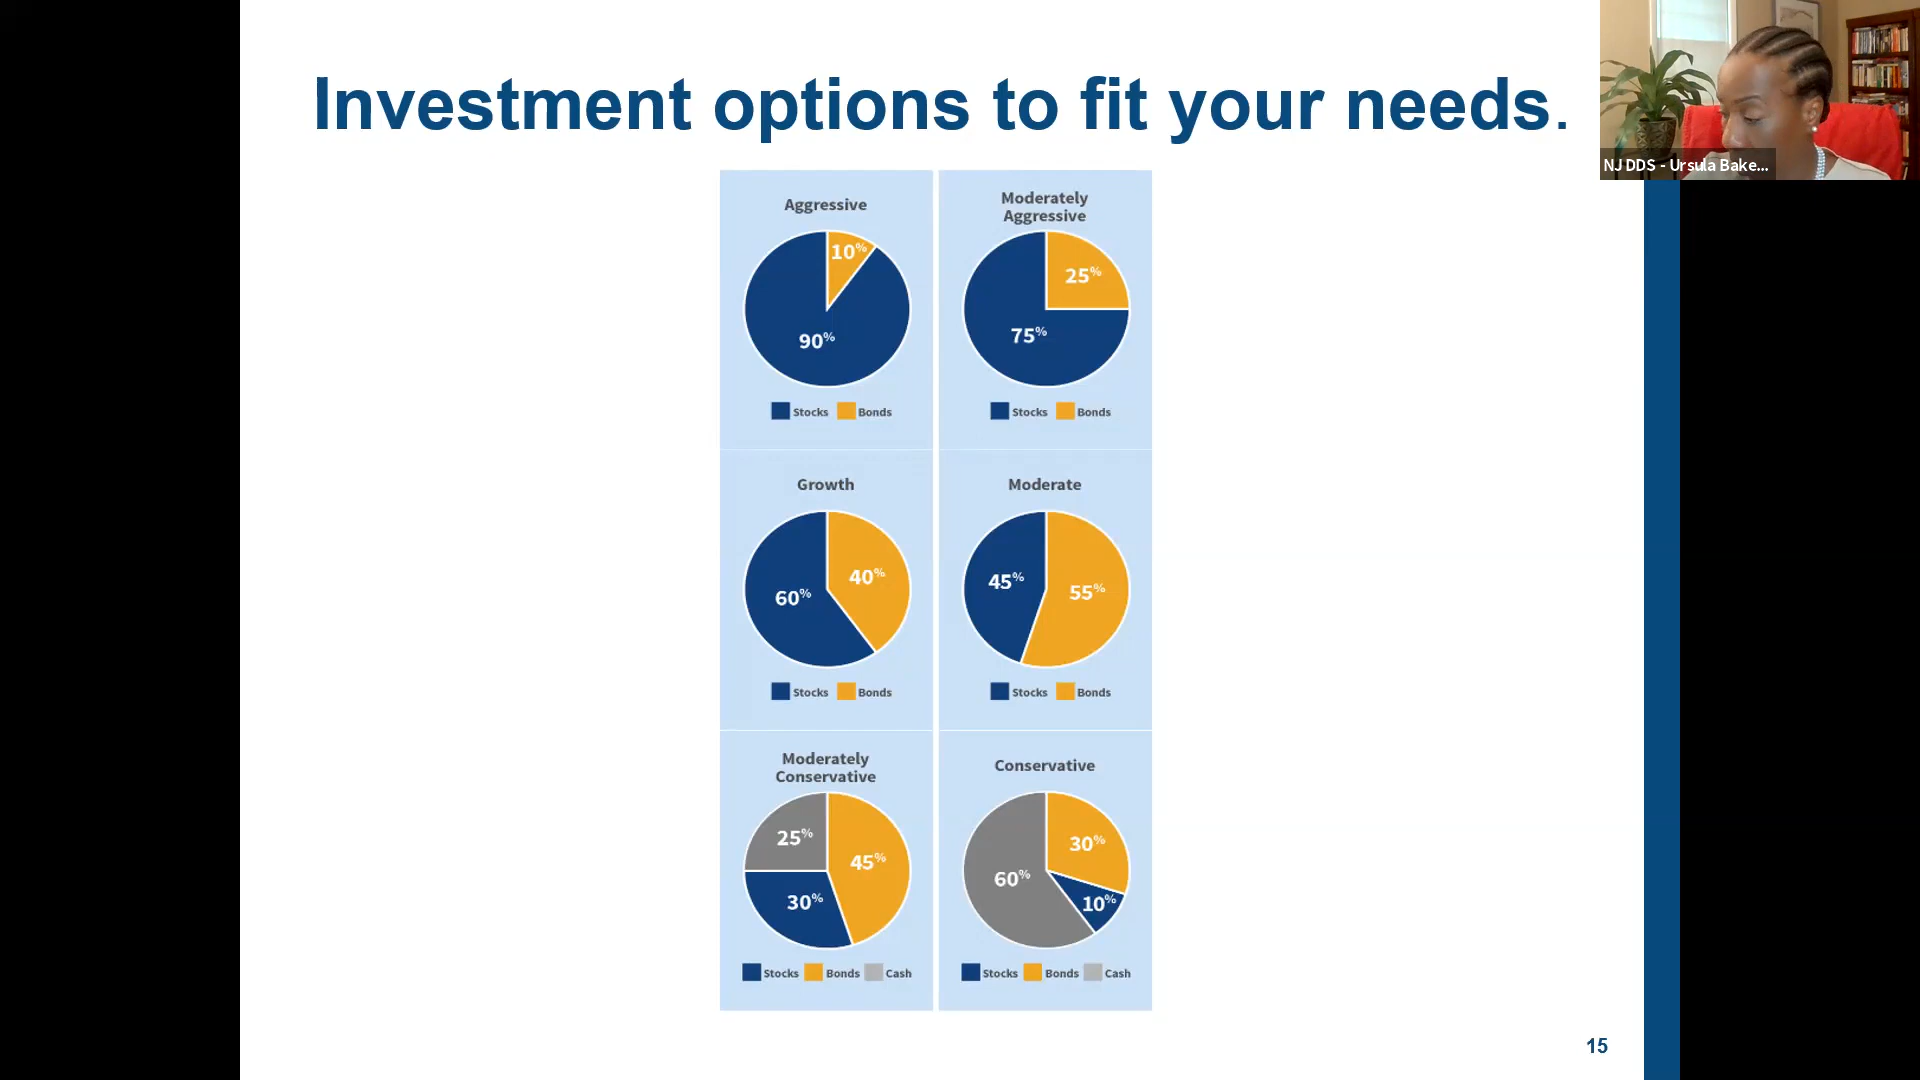 Investment options to fit your needs.
NJ DDS - Ursula Bake...
Aggressive
10%
90%
Stocks Bonds
Moderately
Aggressive
25%
75%
Stocks Bonds
Growth
40%
60%
Stocks Bonds
Moderate
45%
55%
Stocks Bonds
Moderately
Conservative
25%
45%
30%
Stocks Bonds Cash
Conservative
30%
60%
10%
Stocks Bonds Cash
15